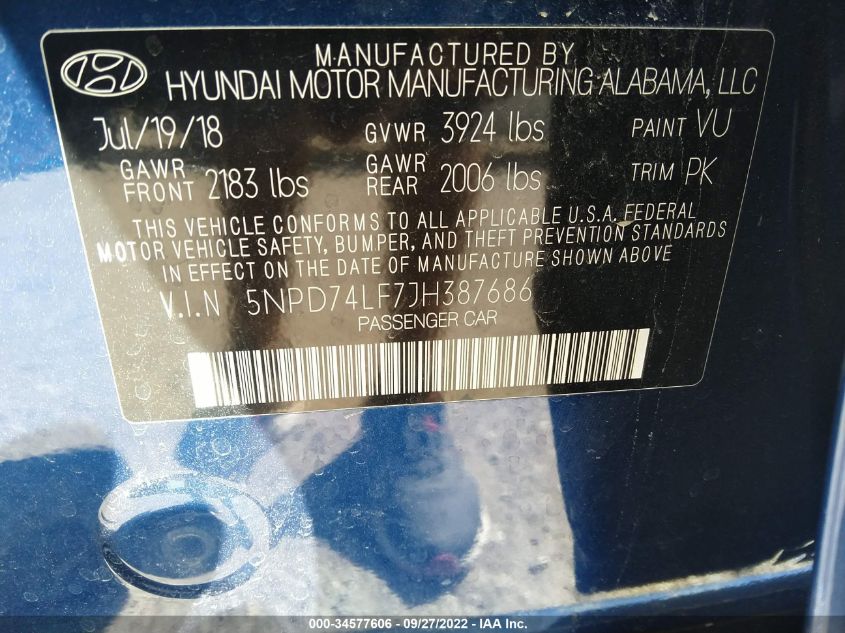 MANUFACTURED BY
HYUNDAI MOTOR MANUFACTURING ALABAMA, LLC
Jul/19/18 GVWR 3924 lbs PAINT VU
GAWR FRONT 2183 lbs GAWR REAR 2006 lbs TRIM PK
THIS VEHICLE CONFORMS TO ALL APPLICABLE U.S.A. FEDERAL
MOTOR VEHICLE SAFETY, BUMPER, AND THEFT PREVENTION STANDARDS
IN EFFECT ON THE DATE OF MANUFACTURE SHOWN ABOVE
V.I.N 5NPD74LF7JH387686
PASSENGER CAR
000-34577606 - 09/27/2022 - IAA Inc.